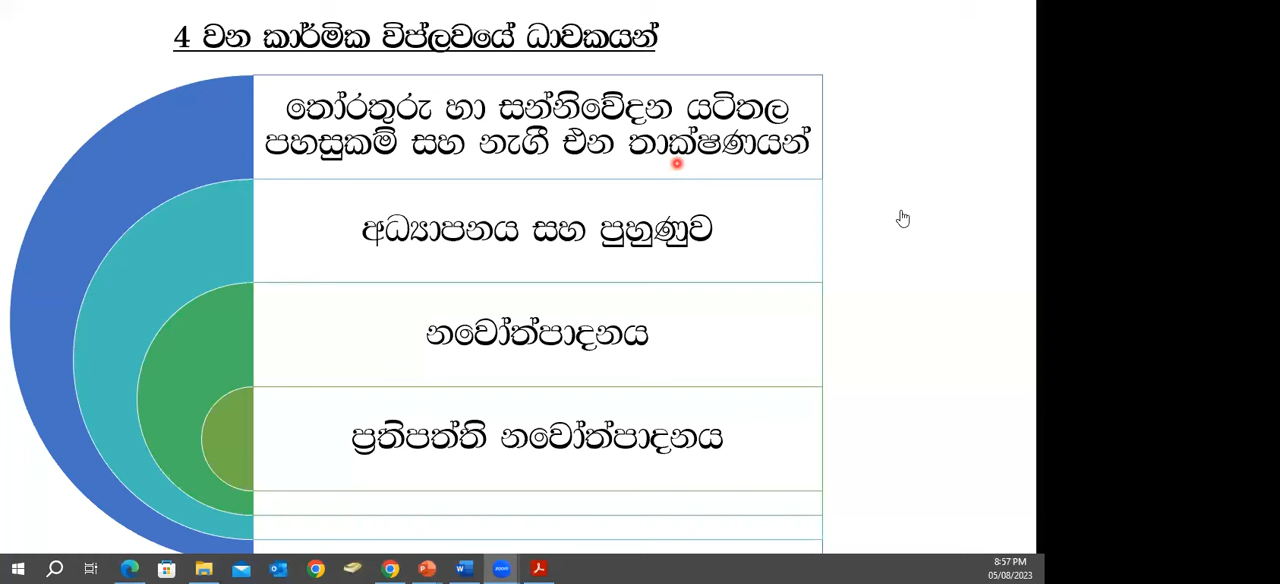 4 වන කාර්මික විප්ලවයේ ධාවකයන්
තෝරතුරු හා සන්නිවේදන යටිතල
පහසුකම් සහ නැගී එන තාක්ෂණයන්
අධ්‍යාපනය සහ පුහුණුව
නවෝත්පාදනය
ප්‍රතිපත්ති නවෝත්පාදනය
8:57 PM
05/08/2023